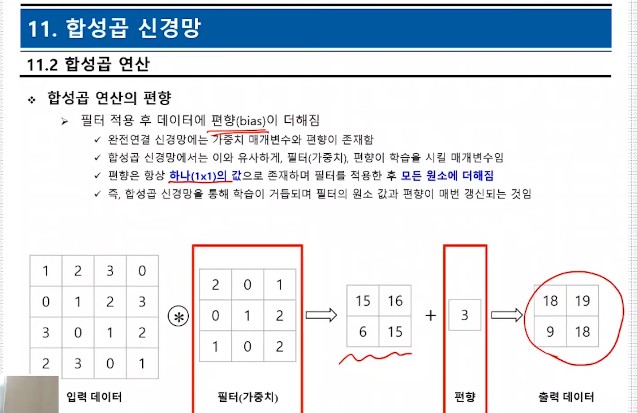 11. 합성곱 신경망
11.2 합성곱 연산
❖ 합성곱 연산의 편향
➢ 필터 적용 후 데이터에 편향(bias)이 더해짐
✓ 완전연결 신경망에는 가중치 매개변수와 편향이 존재함
✓ 합성곱 신경망에서는 이와 유사하게, 필터(가중치), 편향이 학습을 시킬 매개변수임
✓ 편향은 항상 하나(1x1)의 값으로 존재하며 필터를 적용한 후 모든 원소에 더해짐
✓ 즉, 합성곱 신경망을 통해 학습이 거듭되며 필터의 원소 값과 편향이 매번 갱신되는 것임
1 2 3 0
0 1 2 3
3 0 1 2
2 3 0 1
입력 데이터
⊛
2 0 1
0 1 2
1 0 2
필터(가중치)
15 16
6 15
+
3
편향
18 19
9 18
출력 데이터